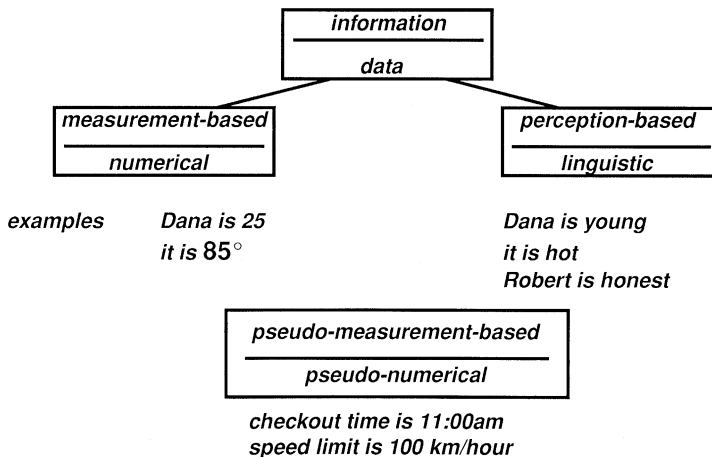 information
data
measurement-based
numerical
perception-based
linguistic
examples
Dana is 25
it is 85°
Dana is young
it is hot
Robert is honest
pseudo-measurement-based
pseudo-numerical
checkout time is 11:00am
speed limit is 100 km/hour